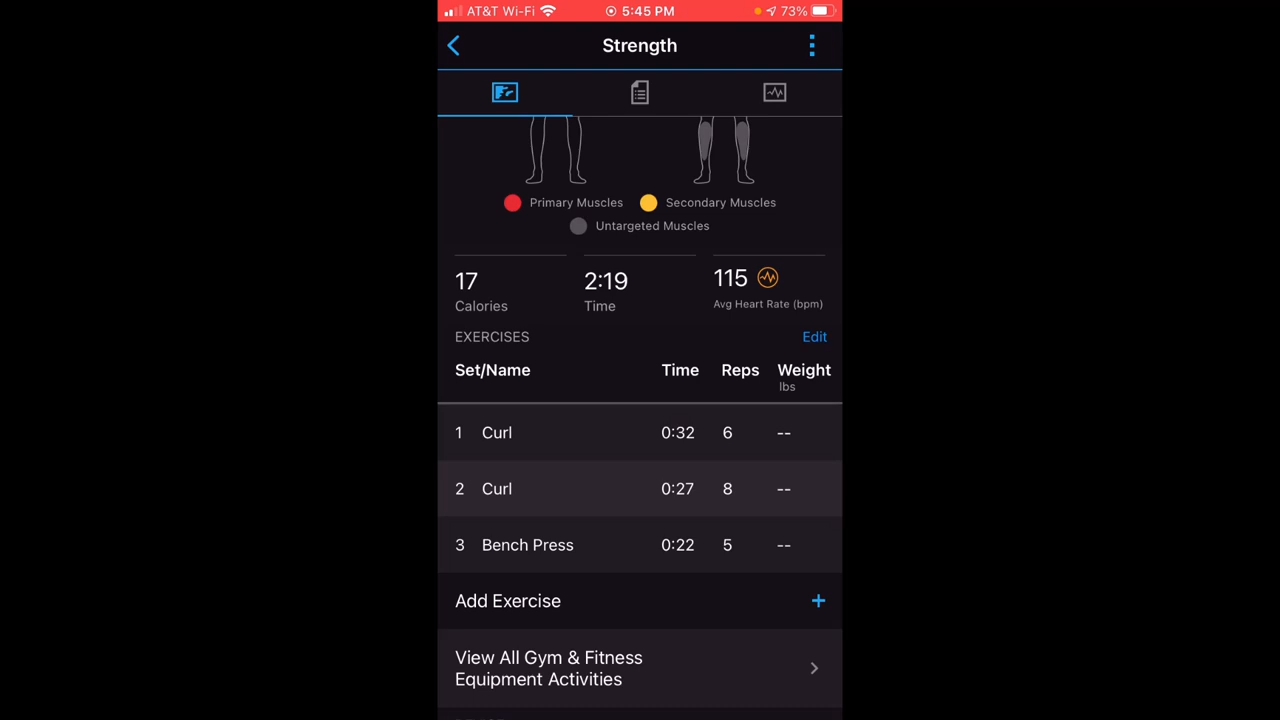 AT&T Wi-Fi 5:45 PM 73%
Strength
Primary Muscles Secondary Muscles
Untargeted Muscles
17 2:19 115
Calories Time Avg Heart Rate (bpm)
EXERCISES Edit
Set/Name Time Reps Weight
lbs
1 Curl 0:32 6 --
2 Curl 0:27 8 --
3 Bench Press 0:22 5 --
Add Exercise +
View All Gym & Fitness
Equipment Activities